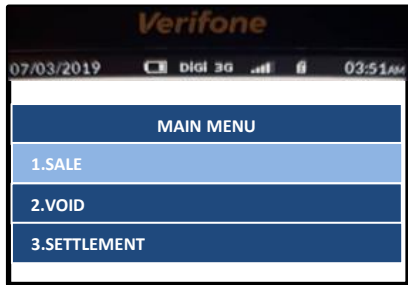 Verifone
07/03/2019 DIGI 3G 03:51AM
MAIN MENU
1.SALE
2.VOID
3.SETTLEMENT